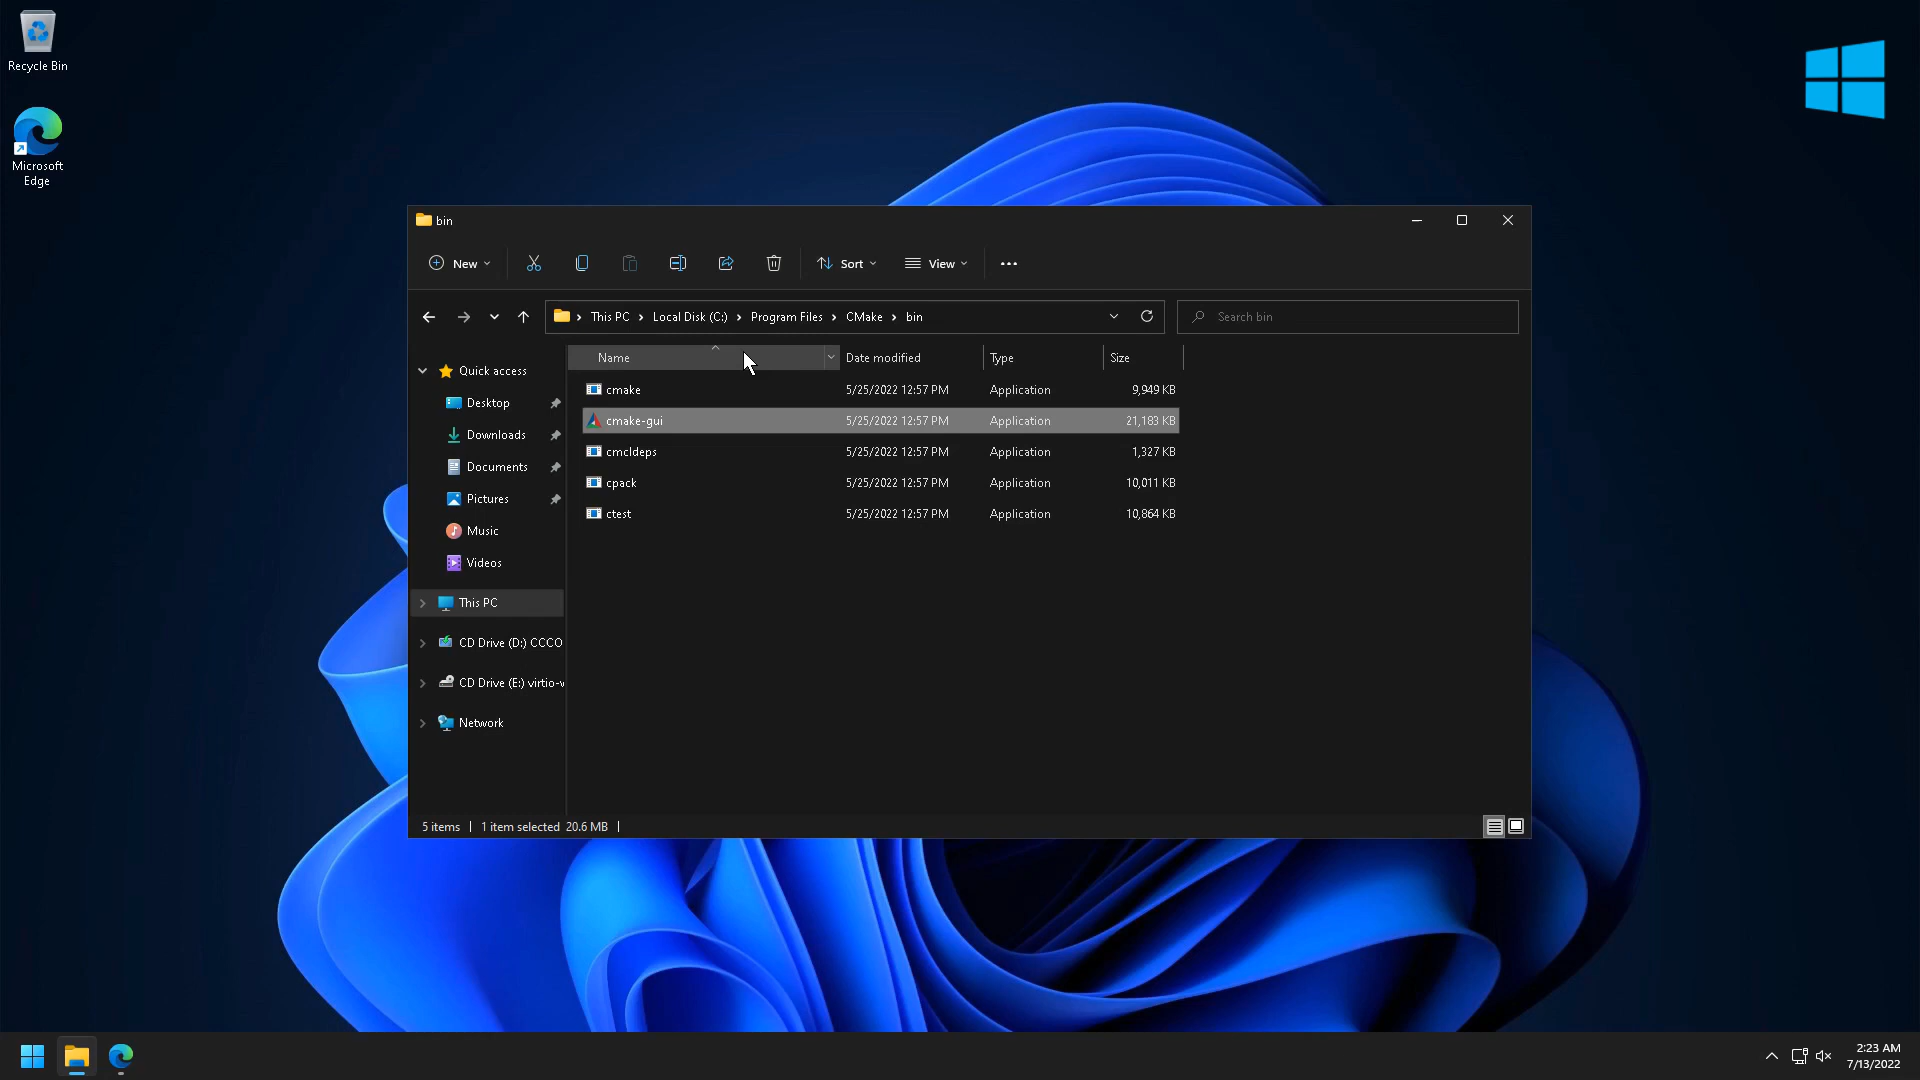 Recycle Bin
Microsoft
Edge
bin
New
Sort
View
This PC
Local Disk (C:)
Program Files
CMake
bin
Search bin
Name
Date modified
Type
Size
Quick access
Desktop
Downloads
Documents
Pictures
Music
Videos
This PC
CD Drive (D:) CCCO
CD Drive (E:) virtio-v
Network
cmake 5/25/2022 12:57 PM Application 9,949 KB
cmake-gui 5/25/2022 12:57 PM Application 21,183 KB
cmcldeps 5/25/2022 12:57 PM Application 1,327 KB
cpack 5/25/2022 12:57 PM Application 10,011 KB
ctest 5/25/2022 12:57 PM Application 10,864 KB
5 items
1 item selected 20.6 MB
2:23 AM
7/13/2022